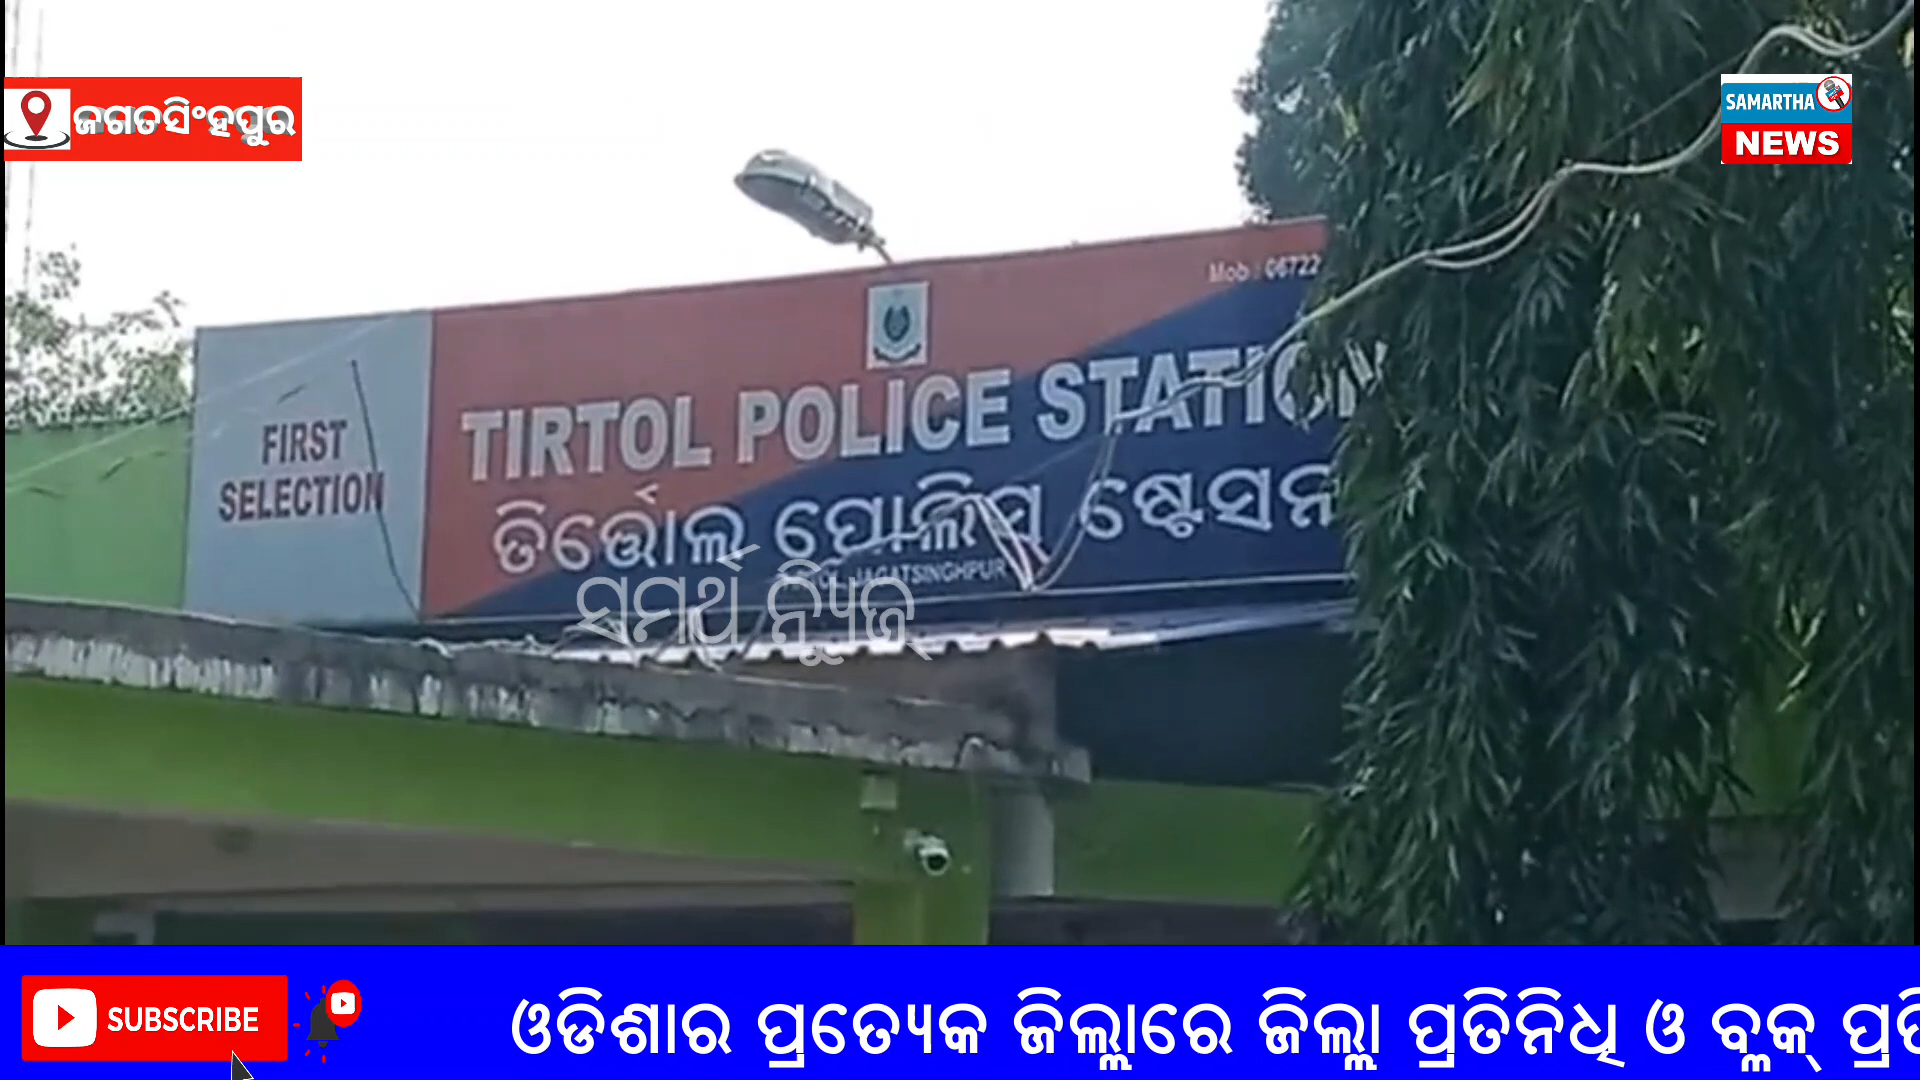 ଜଗତସିଂହପୁର
SAMARTHA
NEWS
Mob : 06722
FIRST
SELECTION
TIRTOL POLICE STATION
ତିର୍ତ୍ତୋଲ ପୋଲିସ୍ ଷ୍ଟେସନ
JAGATSINGHPUR
ସମର୍ଥ ନ୍ୟୁଜ୍
SUBSCRIBE
ଓଡିଶାର ପ୍ରତ୍ୟେକ ଜିଲ୍ଲାରେ ଜିଲ୍ଲା ପ୍ରତିନିଧି ଓ ବ୍ଲକ୍